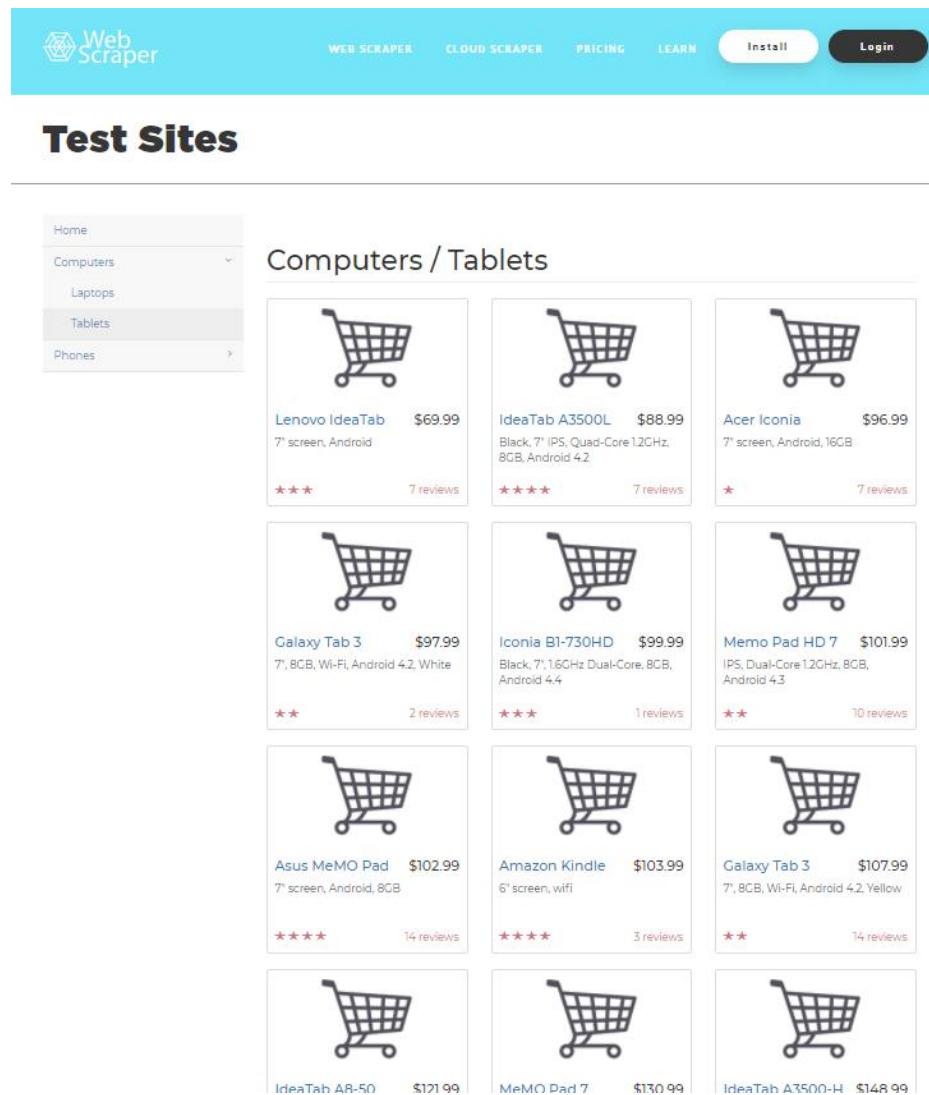 Web
Scraper
WEB SCRAPER CLOUD SCRAPER PRICING LEARN Install Login
Test Sites
Home
Computers
Laptops
Tablets
Phones
Computers / Tablets
Lenovo IdeaTab $69.99
7" screen, Android
7 reviews
IdeaTab A3500L $88.99
Black, 7" IPS, Quad-Core 1.2GHz,
8GB, Android 4.2
7 reviews
Acer Iconia $96.99
7" screen, Android, 16GB
7 reviews
Galaxy Tab 3 $97.99
7", 8GB, Wi-Fi, Android 4.2, White
2 reviews
Iconia B1-730HD $99.99
Black, 7", 1.6GHz Dual-Core, 8GB,
Android 4.4
1 reviews
Memo Pad HD 7 $101.99
IPS, Dual-Core 1.2GHz, 8GB,
Android 4.3
10 reviews
Asus MeMO Pad $102.99
7" screen, Android, 8GB
14 reviews
Amazon Kindle $103.99
6" screen, wifi
3 reviews
Galaxy Tab 3 $107.99
7", 8GB, Wi-Fi, Android 4.2, Yellow
14 reviews
IdeaTab A8-50 $121.99
MeMO Pad 7 $130.99
IdeaTab A3500-H $148.99